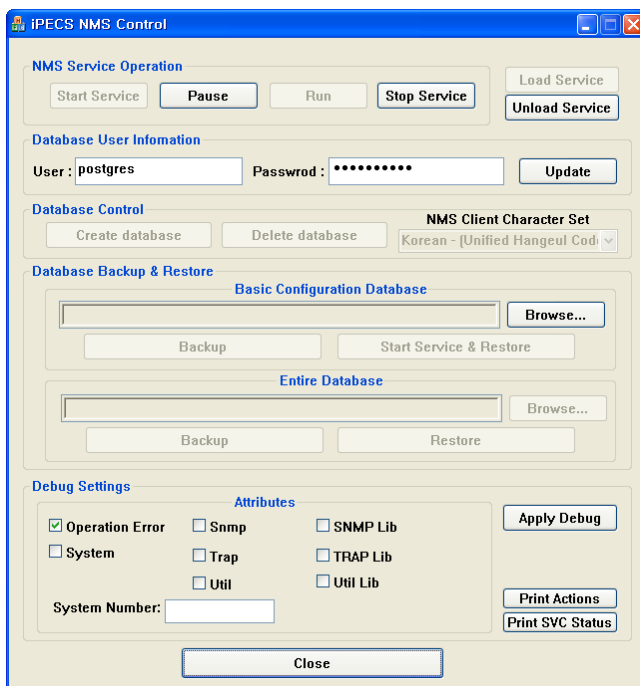 iPECS NMS Control
NMS Service Operation
Start Service
Pause
Run
Stop Service
Load Service
Unload Service
Database User Infomation
User :
postgres
Passwrod :
••••••••••
Update
Database Control
Create database
Delete database
NMS Client Character Set
Korean - (Unified Hangeul Cod
Database Backup & Restore
Basic Configuration Database
Browse...
Backup
Start Service & Restore
Entire Database
Browse...
Backup
Restore
Debug Settings
Attributes
Operation Error
Snmp
SNMP Lib
System
Trap
TRAP Lib
Util
Util Lib
System Number:
Apply Debug
Print Actions
Print SVC Status
Close